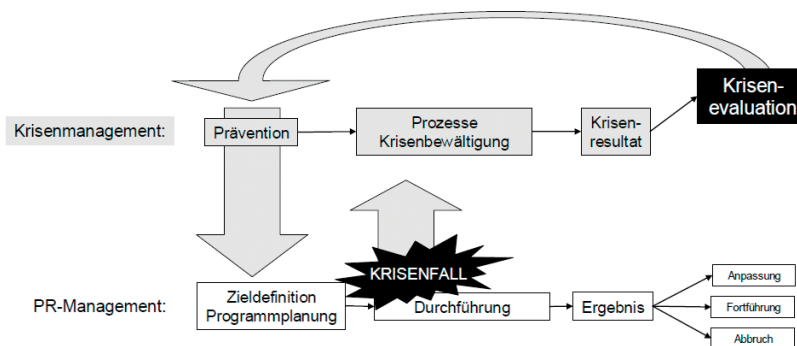 Krisen-
evaluation
Krisenmanagement:
Prävention
Prozesse
Krisenbewältigung
Krisen-
resultat
KRISENFALL
PR-Management:
Zieldefinition
Programmplanung
Durchführung
Ergebnis
Anpassung
Fortführung
Abbruch